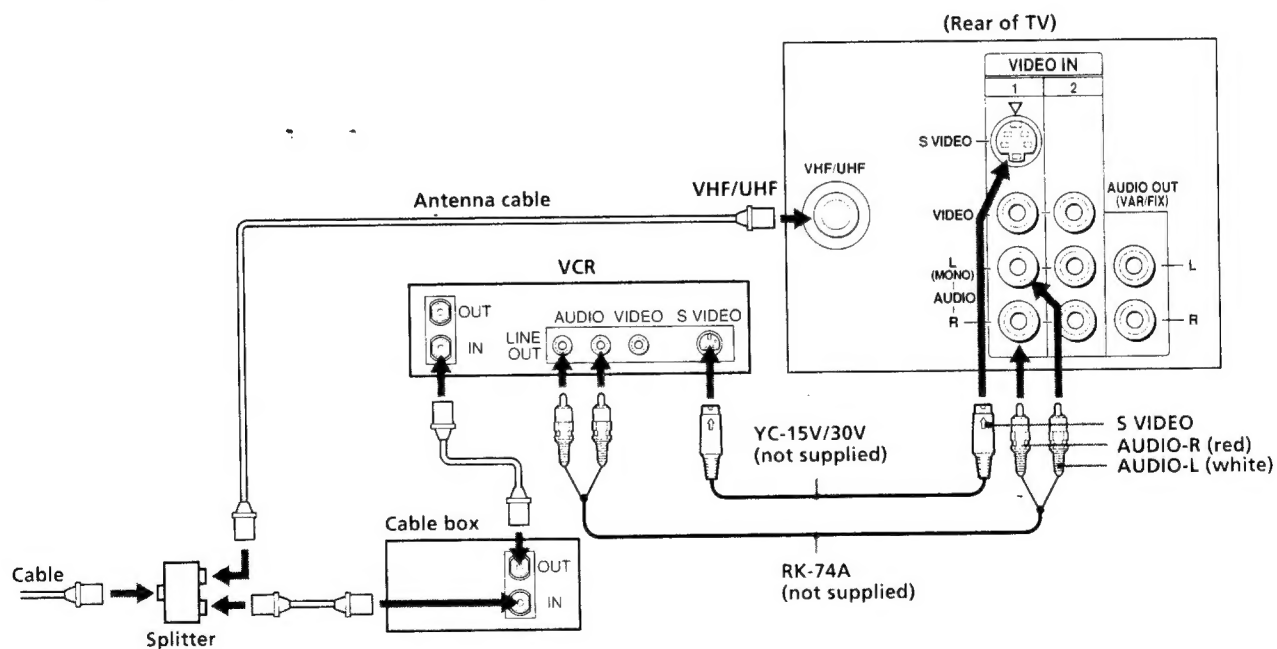 (Rear of TV)
VIDEO IN
1 2
S VIDEO
VHF/UHF
VHF/UHF
Antenna cable
AUDIO OUT
(VAR/FIX)
VIDEO
L
(MONO)
AUDIO
R
L
R
VCR
OUT
IN
AUDIO VIDEO S VIDEO
LINE
OUT
YC-15V/30V
(not supplied)
S VIDEO
AUDIO-R (red)
AUDIO-L (white)
Cable box
OUT
IN
RK-74A
(not supplied)
Cable
Splitter